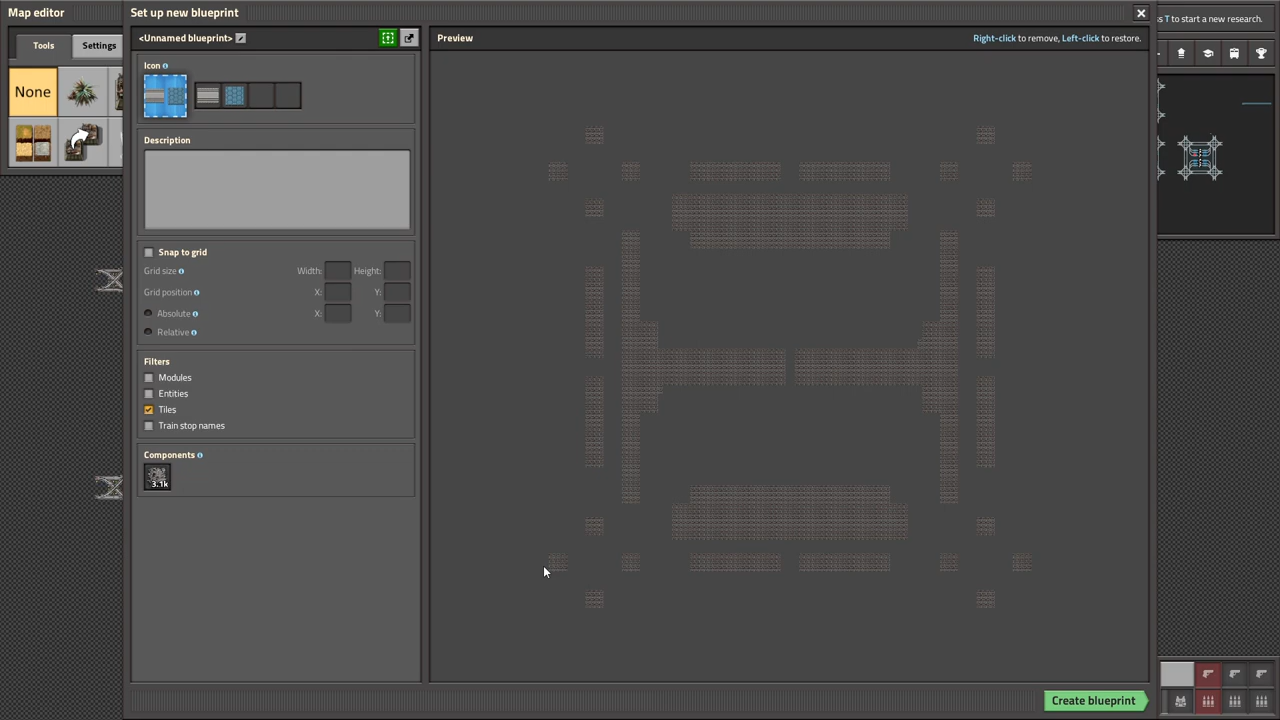 Map editor
Set up new blueprint
ss T to start a new research.
Tools
Settings
<Unnamed blueprint>
Preview
Right-click to remove, Left-click to restore.
Icon
None
Description
Snap to grid
Grid size
Width:
Height:
Grid position
X:
Y:
Absolute
X:
Y:
Relative
Filters
Modules
Entities
Tiles
Train stop names
Components
3.1k
Create blueprint